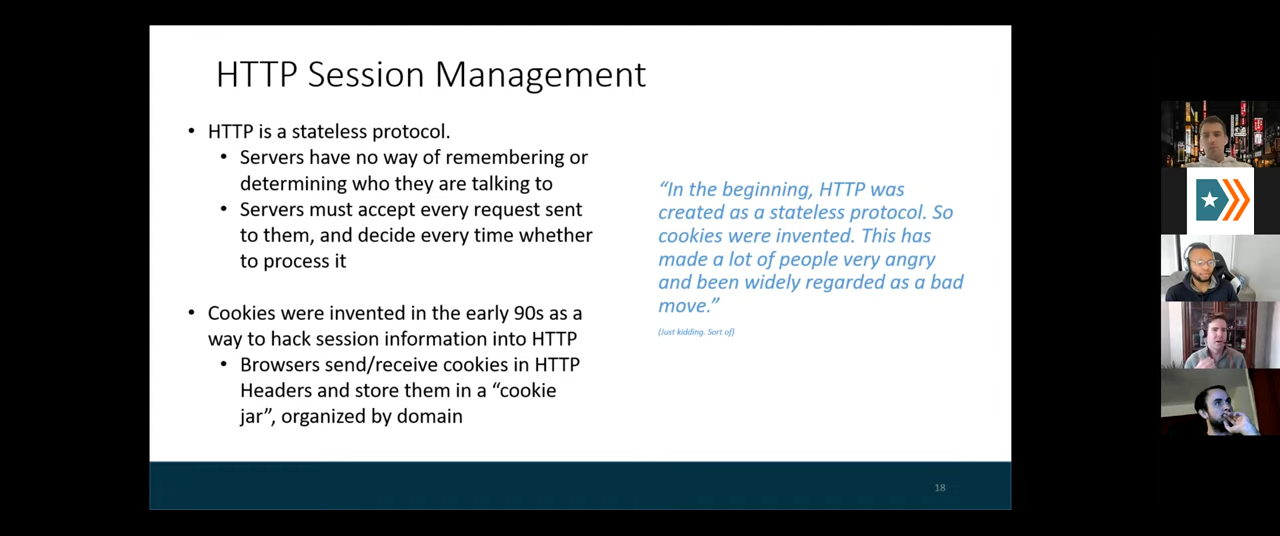 HTTP Session Management
• HTTP is a stateless protocol.
• Servers have no way of remembering or
determining who they are talking to
• Servers must accept every request sent
to them, and decide every time whether
to process it
• Cookies were invented in the early 90s as a
way to hack session information into HTTP
• Browsers send/receive cookies in HTTP
Headers and store them in a “cookie
jar”, organized by domain
“In the beginning, HTTP was
created as a stateless protocol. So
cookies were invented. This has
made a lot of people very angry
and been widely regarded as a bad
move.”
(Just kidding. Sort of)
18